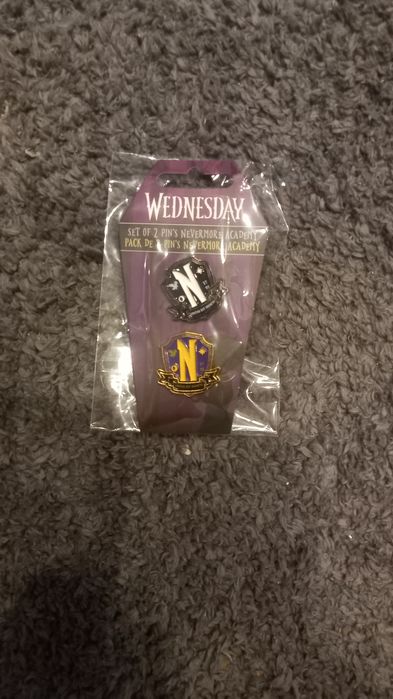 WEDNESDAY
SET OF 2 PIN'S NEVERMORE ACADEMY
PACK DE 2 PIN'S NEVERMORE ACADEMY
N
N